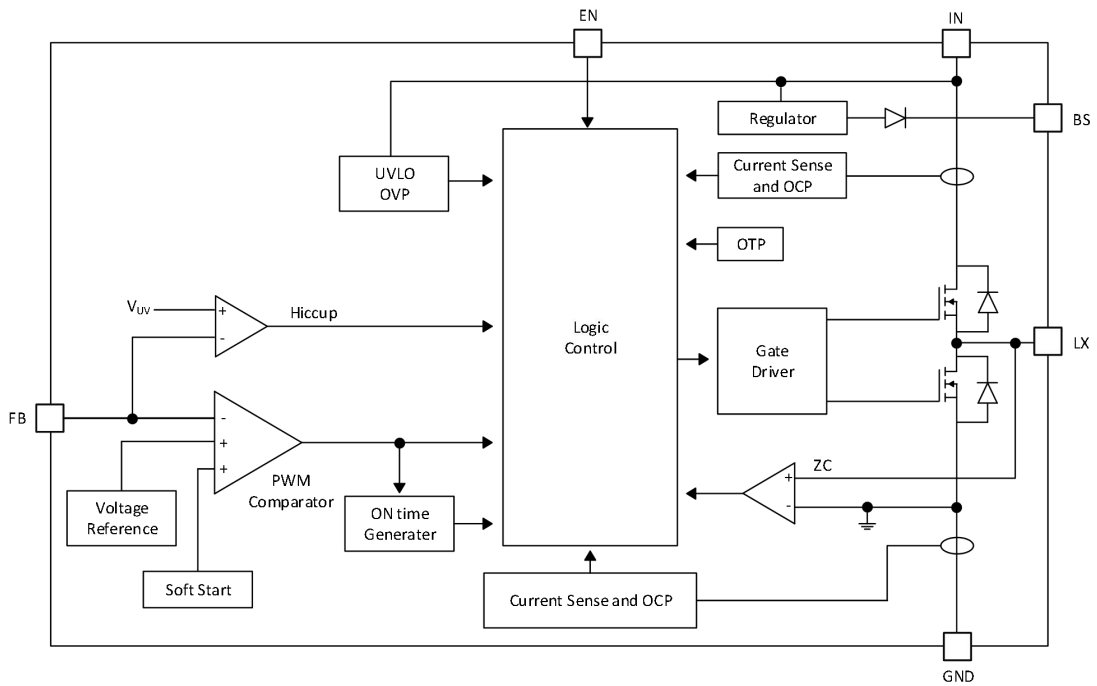 EN
IN
Regulator
BS
UVLO
OVP
Current Sense
and OCP
OTP
VUV
+
-
Hiccup
Logic
Control
Gate
Driver
LX
FB
-
+
+
PWM
Comparator
ZC
+
-
Voltage
Reference
ON time
Generater
Soft Start
Current Sense and OCP
GND